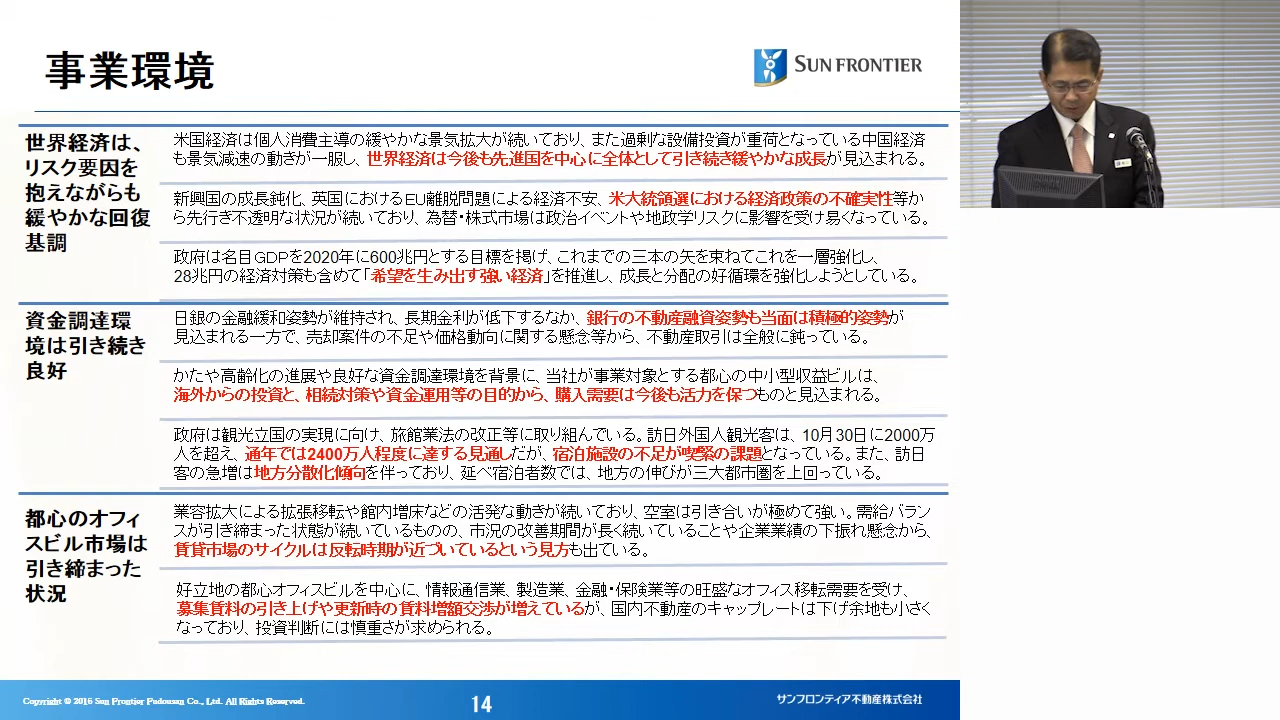 事業環境
SUN FRONTIER
世界経済は、
リスク要因を
抱えながらも
緩やかな回復
基調
米国経済は個人消費主導の緩やかな景気拡大が続いており、また過剰な設備投資が重荷となっている中国経済
も景気減速の動きが一服し、世界経済は今後も先進国を中心に全体として引き続き緩やかな成長が見込まれる。
新興国の成長鈍化、英国におけるEU離脱問題による経済不安、米大統領選における経済政策の不確実性等か
ら先行き不透明な状況が続いており、為替・株式市場は政治イベントや地政学リスクに影響を受け易くなっている。
政府は名目GDPを2020年に600兆円とする目標を掲げ、これまでの三本の矢を束ねてこれを一層強化し、
28兆円の経済対策も含めて「希望を生み出す強い経済」を推進し、成長と分配の好循環を強化しようとしている。
資金調達環
境は引き続き
良好
日銀の金融緩和姿勢が維持され、長期金利が低下するなか、銀行の不動産融資姿勢も当面は積極的姿勢が
見込まれる一方で、売却案件の不足や価格動向に関する懸念等から、不動産取引は全般に鈍っている。
かたや高齢化の進展や良好な資金調達環境を背景に、当社が事業対象とする都心の中小型収益ビルは、
海外からの投資と、相続対策や資金運用等の目的から、購入需要は今後も活力を保つものと見込まれる。
政府は観光立国の実現に向け、旅館業法の改正等に取り組んでいる。訪日外国人観光客は、10月30日に2000万
人を超え、通年では2400万人程度に達する見通しだが、宿泊施設の不足が喫緊の課題となっている。また、訪日
客の急増は地方分散化傾向を伴っており、延べ宿泊者数では、地方の伸びが三大都市圏を上回っている。
都心のオフィ
スビル市場は
引き締まった
状況
業容拡大による拡張移転や館内増床などの活発な動きが続いており、空室は引き合いが極めて強い。需給バラン
スが引き締まった状態が続いているものの、市況の改善期間が長く続いていることや企業業績の下振れ懸念から、
賃貸市場のサイクルは反転時期が近づいているという見方も出ている。
好立地の都心オフィスビルを中心に、情報通信業、製造業、金融・保険業等の旺盛なオフィス移転需要を受け、
募集賃料の引き上げや更新時の賃料増額交渉が増えているが、国内不動産のキャップレートは下げ余地も小さく
なっており、投資判断には慎重さが求められる。
Copyright © 2016 Sun Frontier Fudousan Co., Ltd. All Rights Reserved.
14
サンフロンティア不動産株式会社